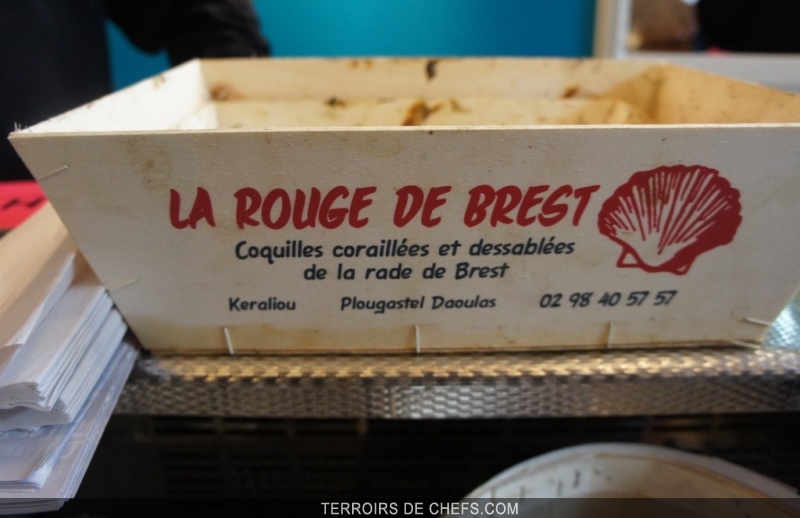 LA ROUGE DE BREST
Coquilles coraillées et dessablées
de la rade de Brest
Keraliou Plougastel Daoulas 02 98 40 57 57
TERROIRS DE CHEFS.COM